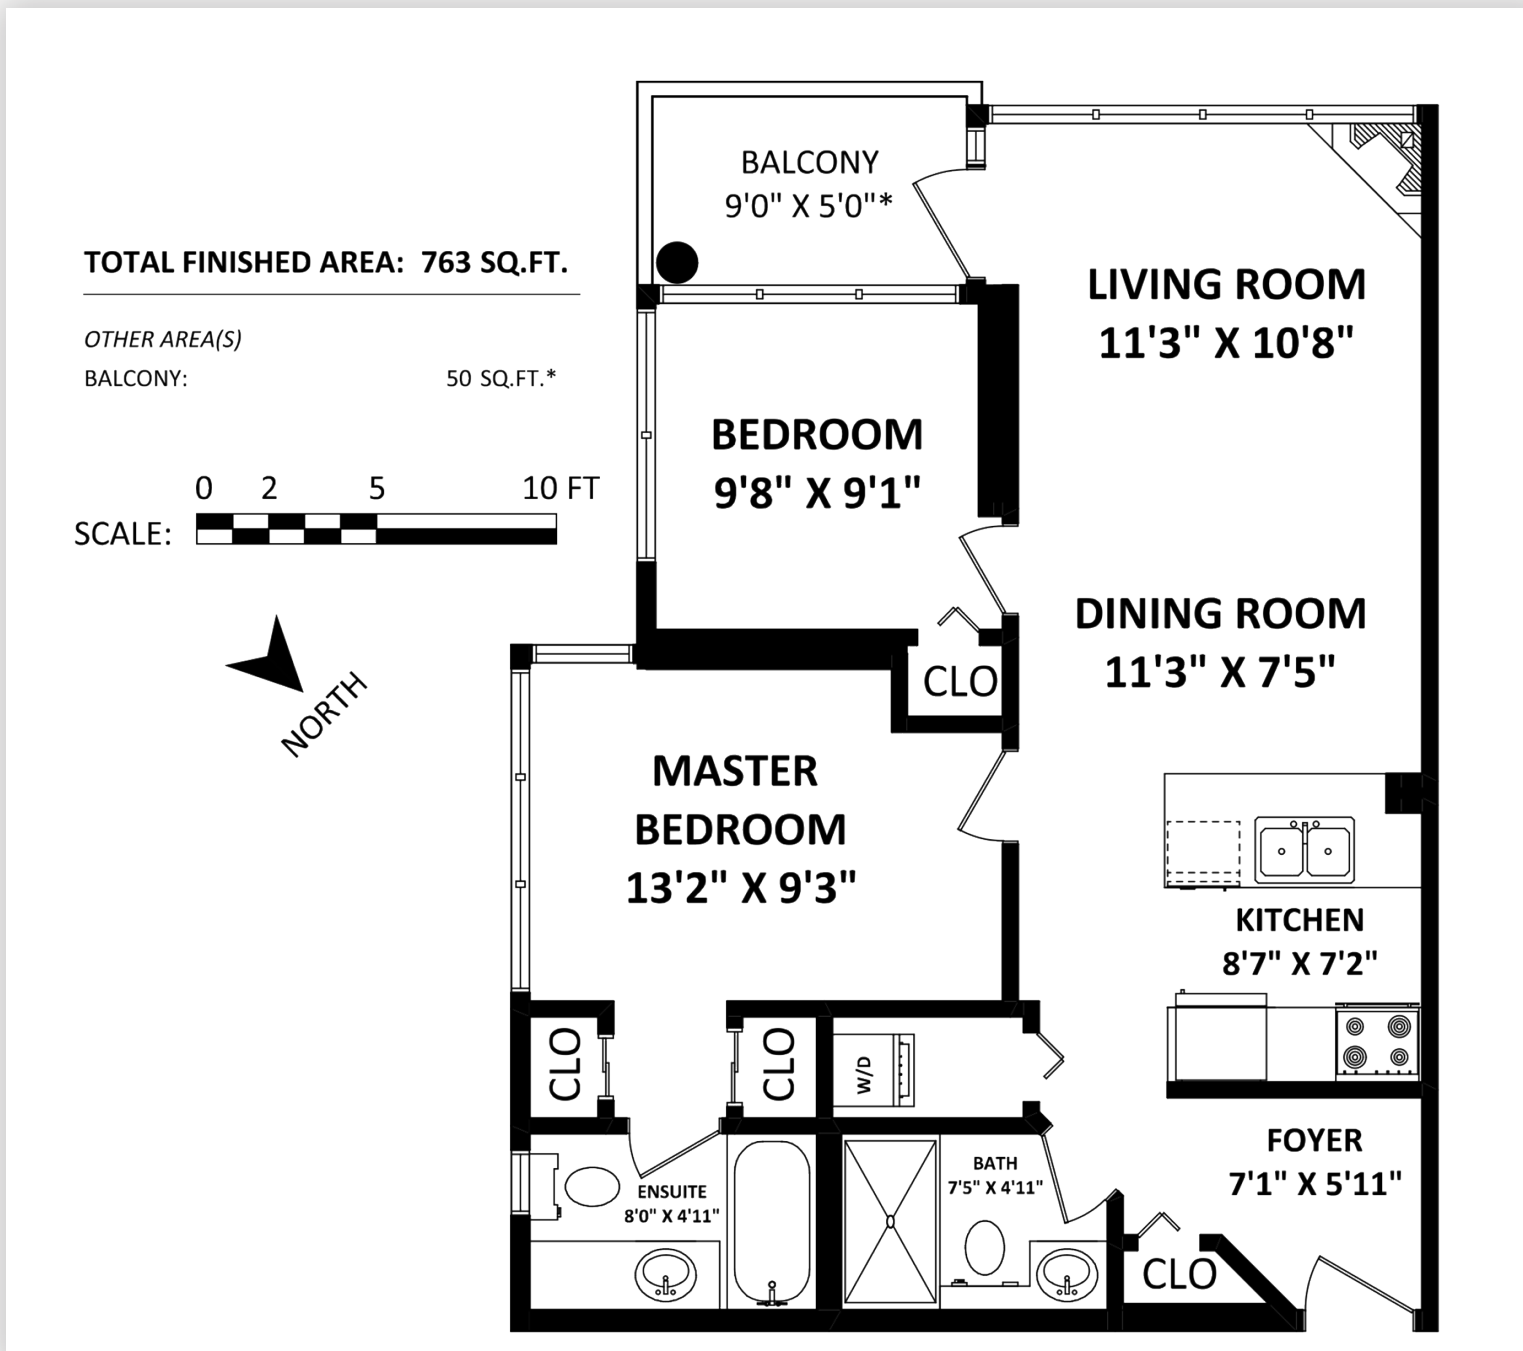 BALCONY
9'0" X 5'0"*
TOTAL FINISHED AREA: 763 SQ.FT.
OTHER AREA(S)
BALCONY: 50 SQ.FT.*
0 2 5 10 FT
SCALE:
NORTH
LIVING ROOM
11'3" X 10'8"
BEDROOM
9'8" X 9'1"
DINING ROOM
11'3" X 7'5"
CLO
MASTER
BEDROOM
13'2" X 9'3"
KITCHEN
8'7" X 7'2"
CLO
CLO
W/D
FOYER
7'1" X 5'11"
ENSUITE
8'0" X 4'11"
BATH
7'5" X 4'11"
CLO